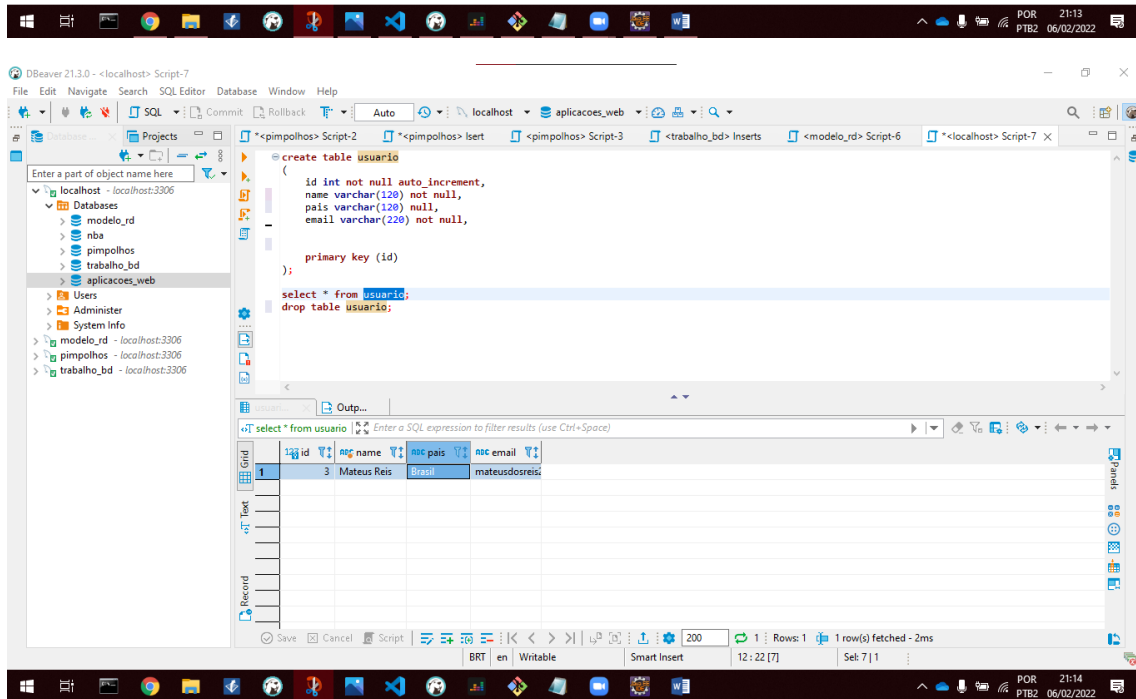 POR 21:13
PTB2 06/02/2022
DBeaver 21.3.0 - <localhost> Script-7
File Edit Navigate Search SQL Editor Database Window Help
SQL Commit Rollback Auto localhost aplicacoes_web
Database... Projects *<pimpolhos> Script-2 *<pimpolhos> Isert <pimpolhos> Script-3 <trabalho_bd> Inserts <modelo_rd> Script-6 *<localhost> Script-7
Enter a part of object name here
localhost - localhost:3306
Databases
modelo_rd
nba
pimpolhos
trabalho_bd
aplicacoes_web
Users
Administer
System Info
modelo_rd - localhost:3306
pimpolhos - localhost:3306
trabalho_bd - localhost:3306
create table usuario
(
id int not null auto_increment,
name varchar(120) not null,
pais varchar(120) null,
email varchar(220) not null,
primary key (id)
);
select * from usuario;
drop table usuario;
usuari... Outp...
select * from usuario Enter a SQL expression to filter results (use Ctrl+Space)
Grid
Text
Record
123 id ABC name ABC pais ABC email
1 3 Mateus Reis Brasil mateusdosreis
Panels
Save Cancel Script 200 1 Rows: 1 1 row(s) fetched - 2ms
BRT en Writable Smart Insert 12 : 22 [7] Sel: 7 | 1
POR 21:14
PTB2 06/02/2022